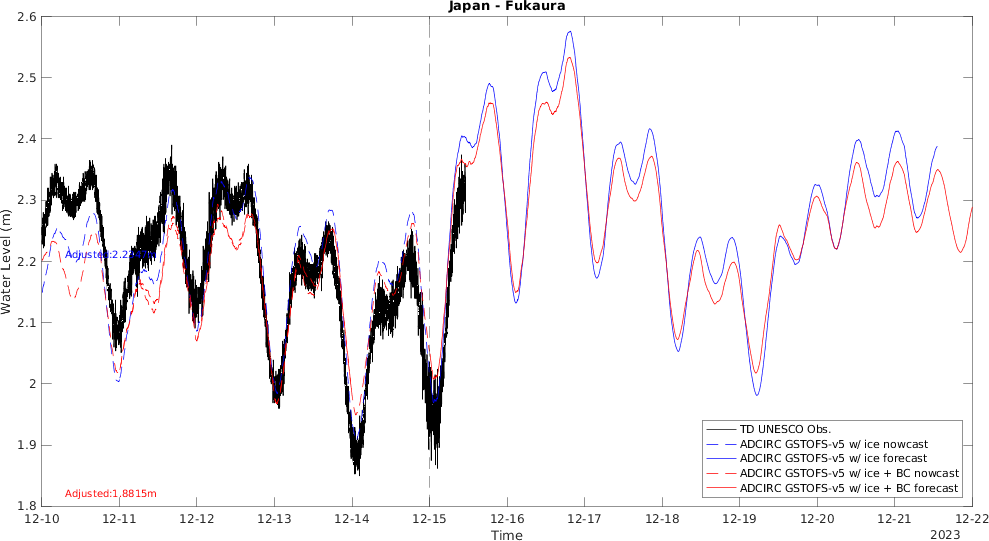 Japan - Fukaura
2.6
2.5
2.4
2.3
2.2
2.1
2
1.9
1.8
Water Level (m)
Adjusted:1.8815m
TD UNESCO Obs.
ADCIRC GSTOFS-v5 w/ ice nowcast
ADCIRC GSTOFS-v5 w/ ice forecast
ADCIRC GSTOFS-v5 w/ ice + BC nowcast
ADCIRC GSTOFS-v5 w/ ice + BC forecast
12-10 12-11 12-12 12-13 12-14 12-15 12-16 12-17 12-18 12-19 12-20 12-21 12-22
Time
2023